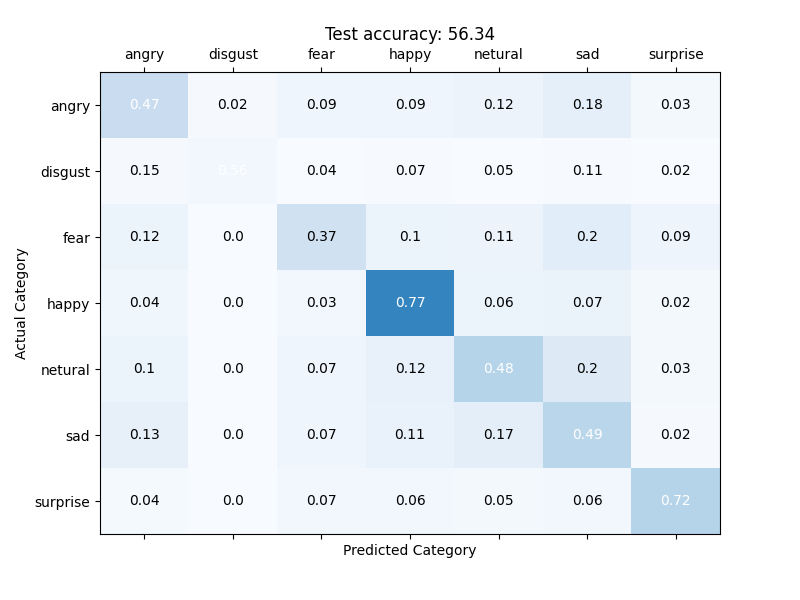 Test accuracy: 56.34
angry disgust fear happy netural sad surprise
angry 0.47 0.02 0.09 0.09 0.12 0.18 0.03
disgust 0.15 0.56 0.04 0.07 0.05 0.11 0.02
fear 0.12 0.0 0.37 0.1 0.11 0.2 0.09
happy 0.04 0.0 0.03 0.77 0.06 0.07 0.02
netural 0.1 0.0 0.07 0.12 0.48 0.2 0.03
sad 0.13 0.0 0.07 0.11 0.17 0.49 0.02
surprise 0.04 0.0 0.07 0.06 0.05 0.06 0.72
Actual Category
Predicted Category